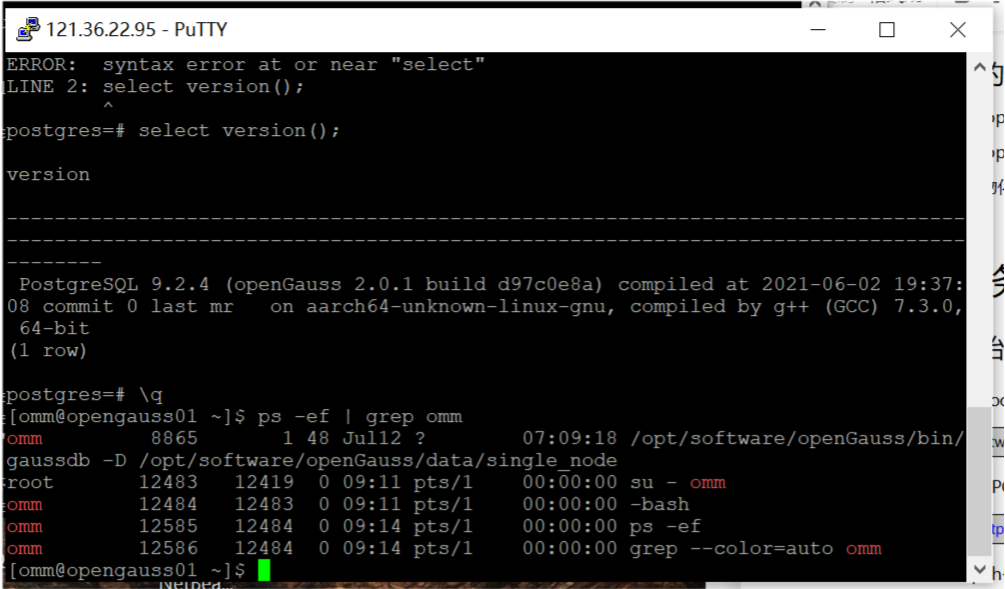 121.36.22.95 - PuTTY
ERROR:  syntax error at or near "select"
LINE 2: select version();
        ^
postgres=# select version();
version
--------------------------------------------------------------------------------
--------------------------------------------------------------------------------
--------
 PostgreSQL 9.2.4 (openGauss 2.0.1 build d97c0e8a) compiled at 2021-06-02 19:37:
08 commit 0 last mr   on aarch64-unknown-linux-gnu, compiled by g++ (GCC) 7.3.0,
 64-bit
(1 row)
postgres=# \q
[omm@opengauss01 ~]$ ps -ef | grep omm
omm         8865       1 48 Jul12 ?        07:09:18 /opt/software/openGauss/bin/
gaussdb -D /opt/software/openGauss/data/single_node
root       12483   12419  0 09:11 pts/1    00:00:00 su - omm
omm        12484   12483  0 09:11 pts/1    00:00:00 -bash
omm        12585   12484  0 09:14 pts/1    00:00:00 ps -ef
omm        12586   12484  0 09:14 pts/1    00:00:00 grep --color=auto omm
[omm@opengauss01 ~]$